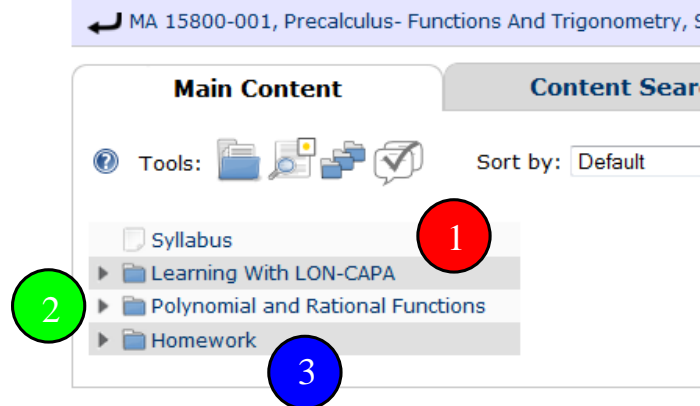 MA 15800-001, Precalculus- Functions And Trigonometry, S
Main Content Content Sear
Tools: Sort by: Default
Syllabus 1
Learning With LON-CAPA
2 Polynomial and Rational Functions
Homework
3